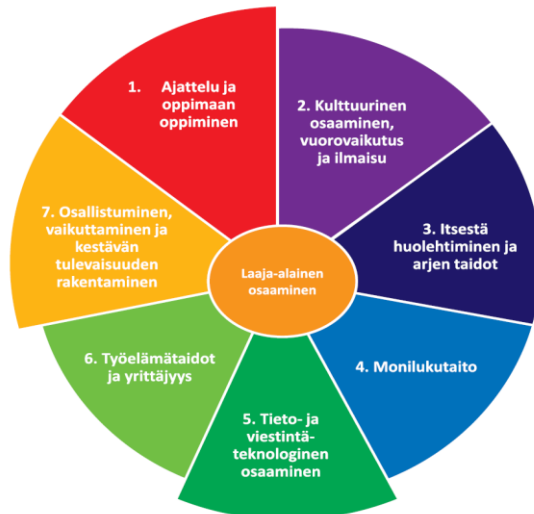 1. Ajattelu ja
oppimaan
oppiminen
2. Kulttuurinen
osaaminen,
vuorovaikutus
ja ilmaisu
3. Itsestä
huolehtiminen ja
arjen taidot
4. Monilukutaito
5. Tieto- ja
viestintä-
teknologinen
osaaminen
6. Työelämätaidot
ja yrittäjyys
7. Osallistuminen,
vaikuttaminen ja
kestävän
tulevaisuuden
rakentaminen
Laaja-alainen
osaaminen